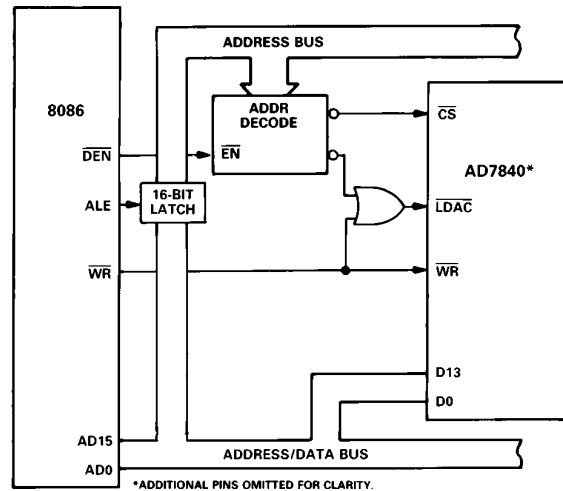 ADDRESS BUS
8086
ADDR
DECODE
CS
DEN
EN
AD7840*
ALE
16-BIT
LATCH
LDAC
WR
WR
D13
D0
AD15
ADDRESS/DATA BUS
AD0
*ADDITIONAL PINS OMITTED FOR CLARITY.